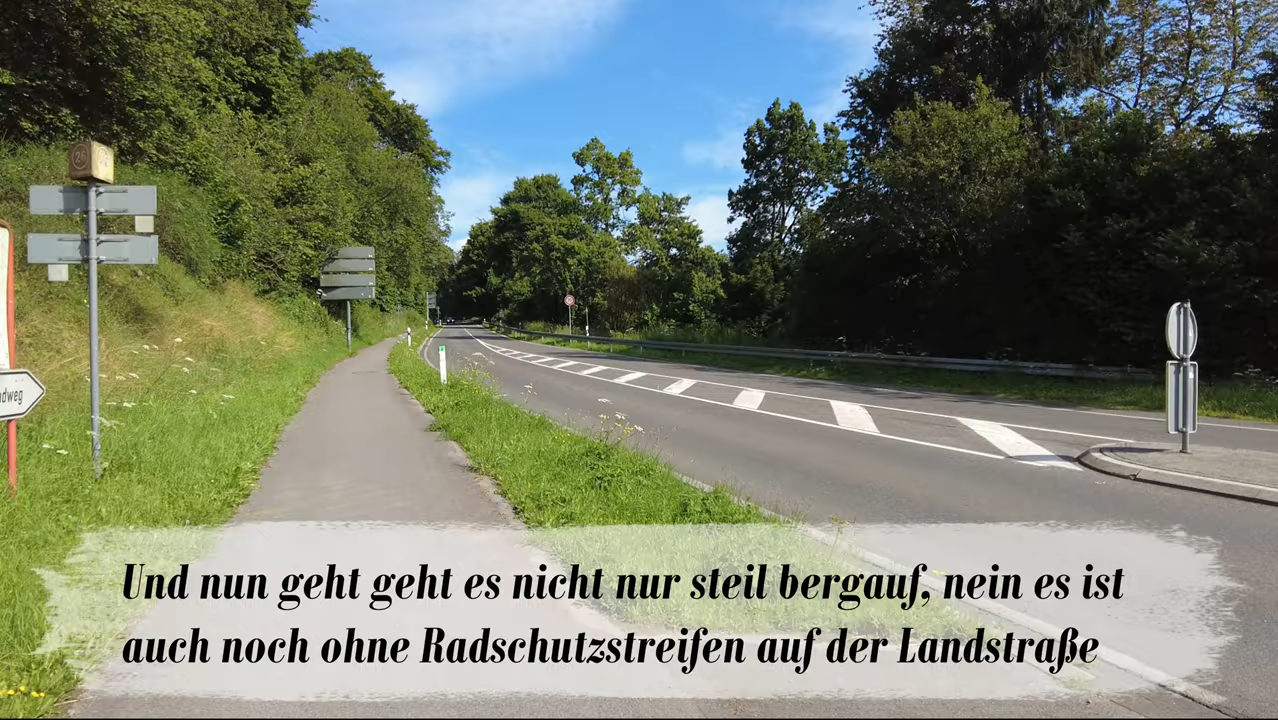 26
dweg
Und nun geht geht es nicht nur steil bergauf, nein es ist
auch noch ohne Radschutzstreifen auf der Landstraße